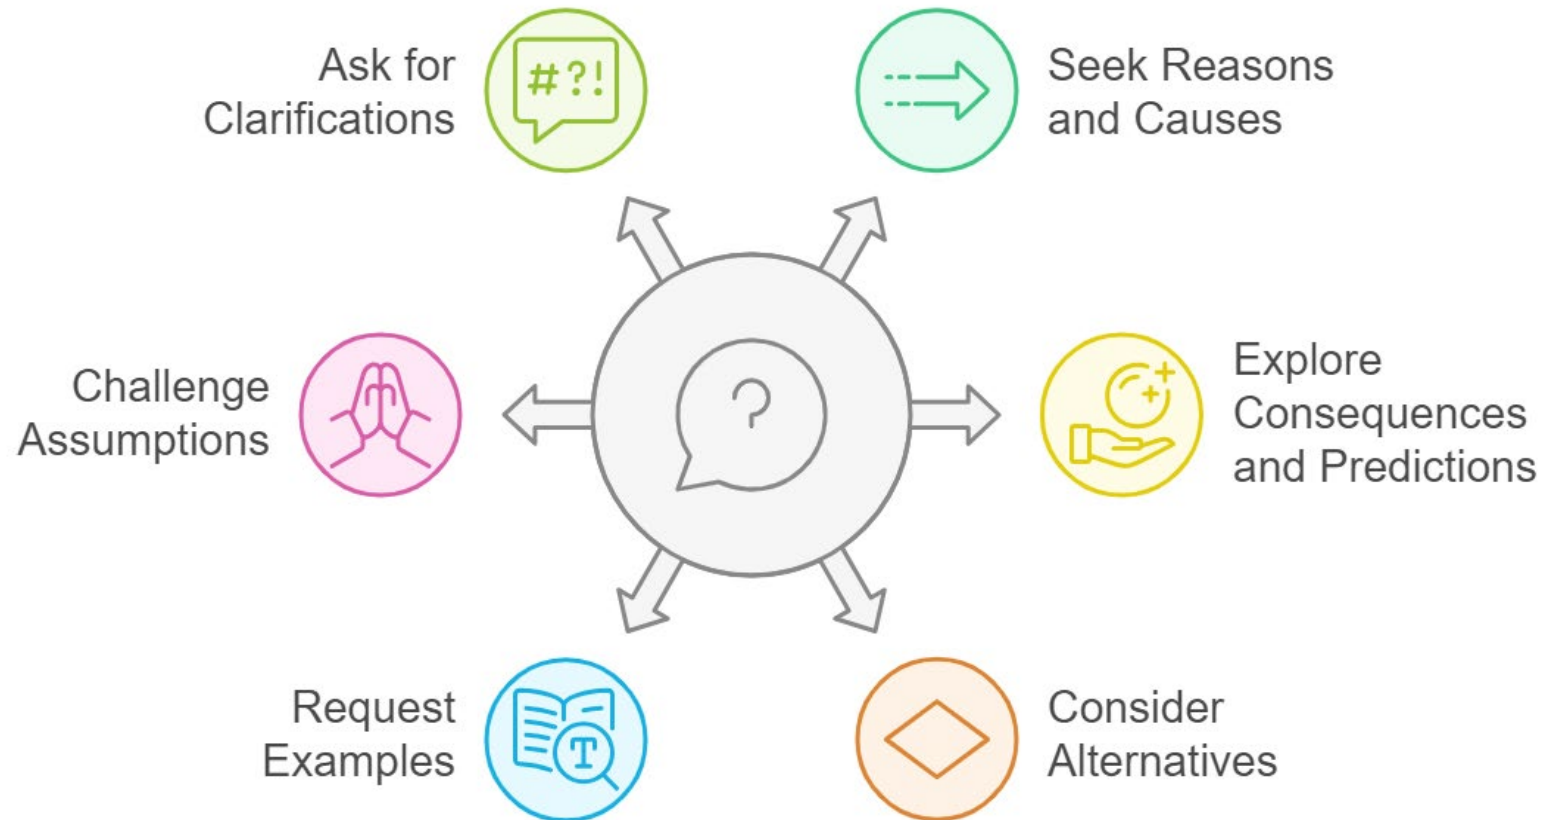 Ask for
Clarifications
#?!
Seek Reasons
and Causes
Challenge
Assumptions
?
Explore
Consequences
and Predictions
Request
Examples
T
Consider
Alternatives